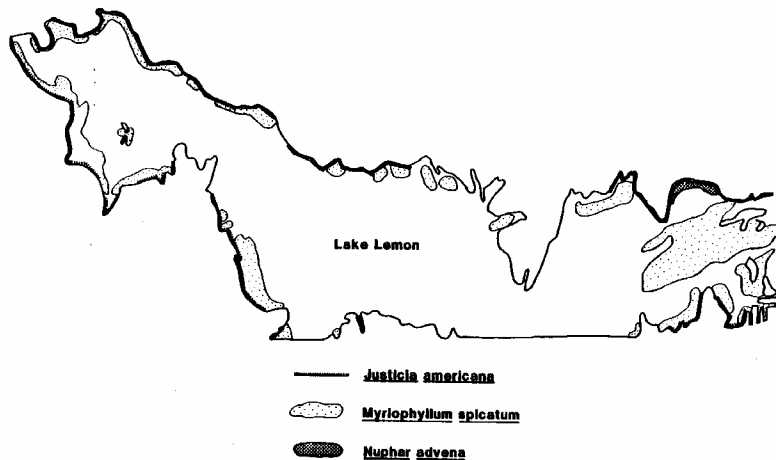 Lake Lemon
Justicia americana
Myriophyllum spicatum
Nuphar advena